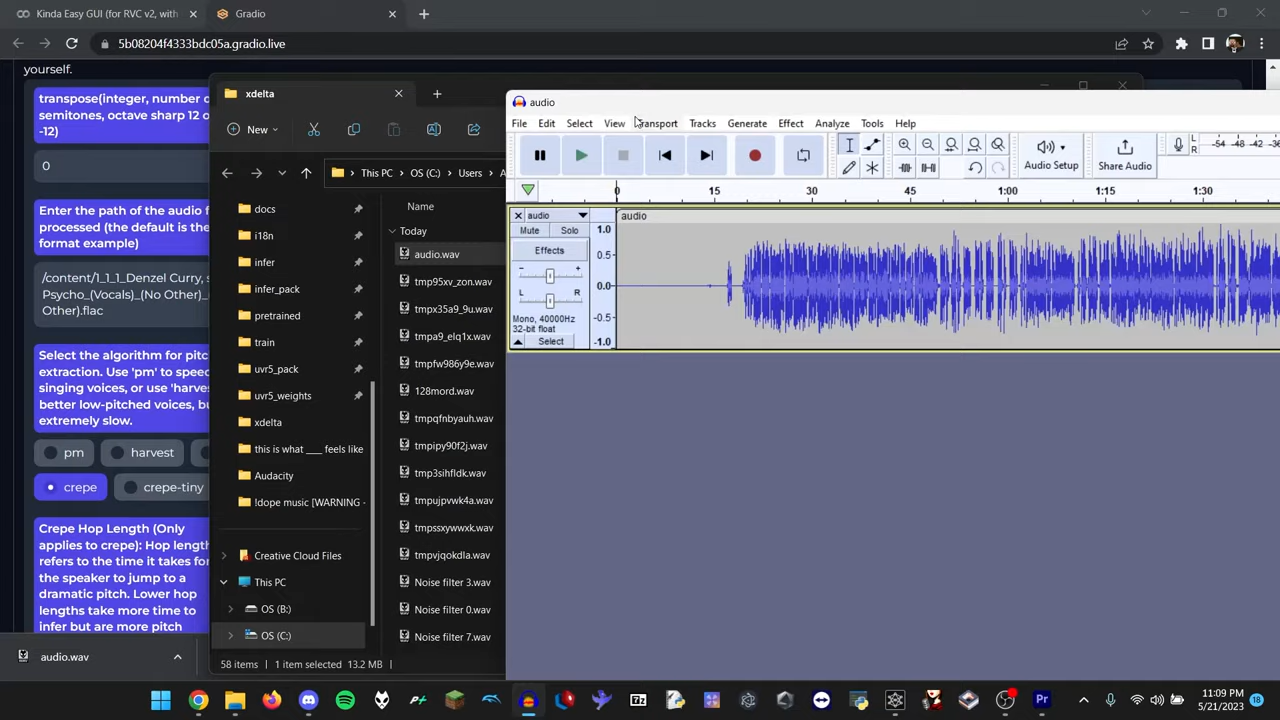 Kinda Easy GUI (for RVC v2, with
Gradio
5b08204f4333bdc05a.gradio.live
yourself.
transpose(integer, number o
semitones, octave sharp 12 o
-12)
0
Enter the path of the audio f
processed (the default is the
format example)
/content/1_1_1_Denzel Curry, s
Psycho_(Vocals)_(No Other)_
Other).flac
Select the algorithm for pitc
extraction. Use 'pm' to speed
singing voices, or use 'harves
better low-pitched voices, bu
extremely slow.
pm
harvest
crepe
crepe-tiny
Crepe Hop Length (Only
applies to crepe): Hop length
refers to the time it takes for
the speaker to jump to a
dramatic pitch. Lower hop
lengths take more time to
infer but are more pitch
audio.wav
xdelta
New
This PC
OS (C:)
Users
A
docs
i18n
infer
infer_pack
pretrained
train
uvr5_pack
uvr5_weights
xdelta
this is what ____ feels like
Audacity
!dope music [WARNING -
Creative Cloud Files
This PC
OS (B:)
OS (C:)
Name
Today
audio.wav
tmp95xv_zon.wav
tmpx35a9_9u.wav
tmpa9_elq1x.wav
tmpfw986y9e.wav
128mord.wav
tmpqfnbyauh.wav
tmpipy90f2j.wav
tmp3sihfldk.wav
tmpujpvwk4a.wav
tmpssxywwxk.wav
tmpvjqokdla.wav
Noise filter 3.wav
Noise filter 0.wav
Noise filter 7.wav
58 items
1 item selected
13.2 MB
audio
File Edit Select View Transport Tracks Generate Effect Analyze Tools Help
Audio Setup
Share Audio
L
R
-54 -48 -42 -36
0 15 30 45 1:00 1:15 1:30
audio
audio
Mute Solo
Effects
- +
L R
Mono, 40000Hz
32-bit float
Select
1.0
0.5
0.0
-0.5
-1.0
11:09 PM
5/21/2023
18